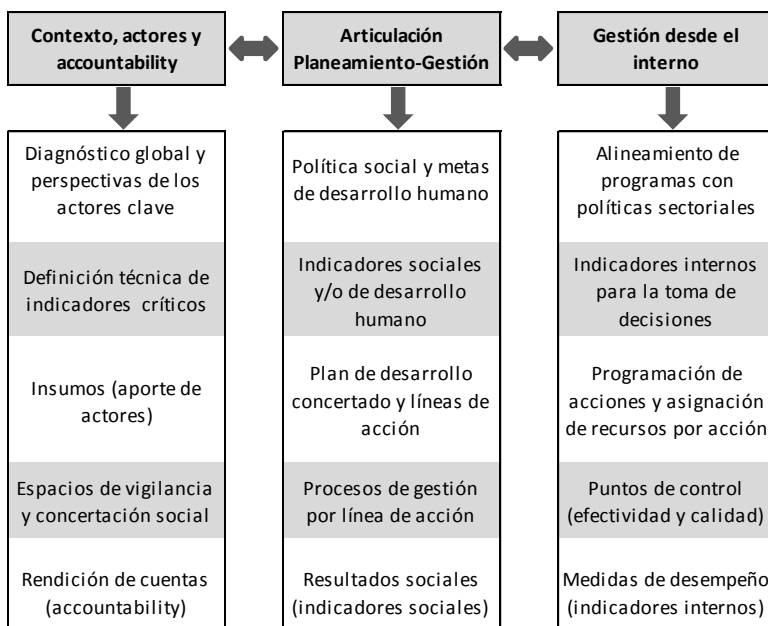 Contexto, actores y
accountability
Articulación
Planeamiento-Gestión
Gestión desde el
interno
Diagnóstico global y
perspectivas de los
actores clave
Definición técnica de
indicadores críticos
Insumos (aporte de
actores)
Espacios de vigilancia
y concertación social
Rendición de cuentas
(accountability)
Política social y metas
de desarrollo humano
Indicadores sociales
y/o de desarrollo
humano
Plan de desarrollo
concertado y líneas de
acción
Procesos de gestión
por línea de acción
Resultados sociales
(indicadores sociales)
Alineamiento de
programas con
políticas sectoriales
Indicadores internos
para la toma de
decisiones
Programación de
acciones y asignación
de recursos por acción
Puntos de control
(efectividad y calidad)
Medidas de desempeño
(indicadores internos)